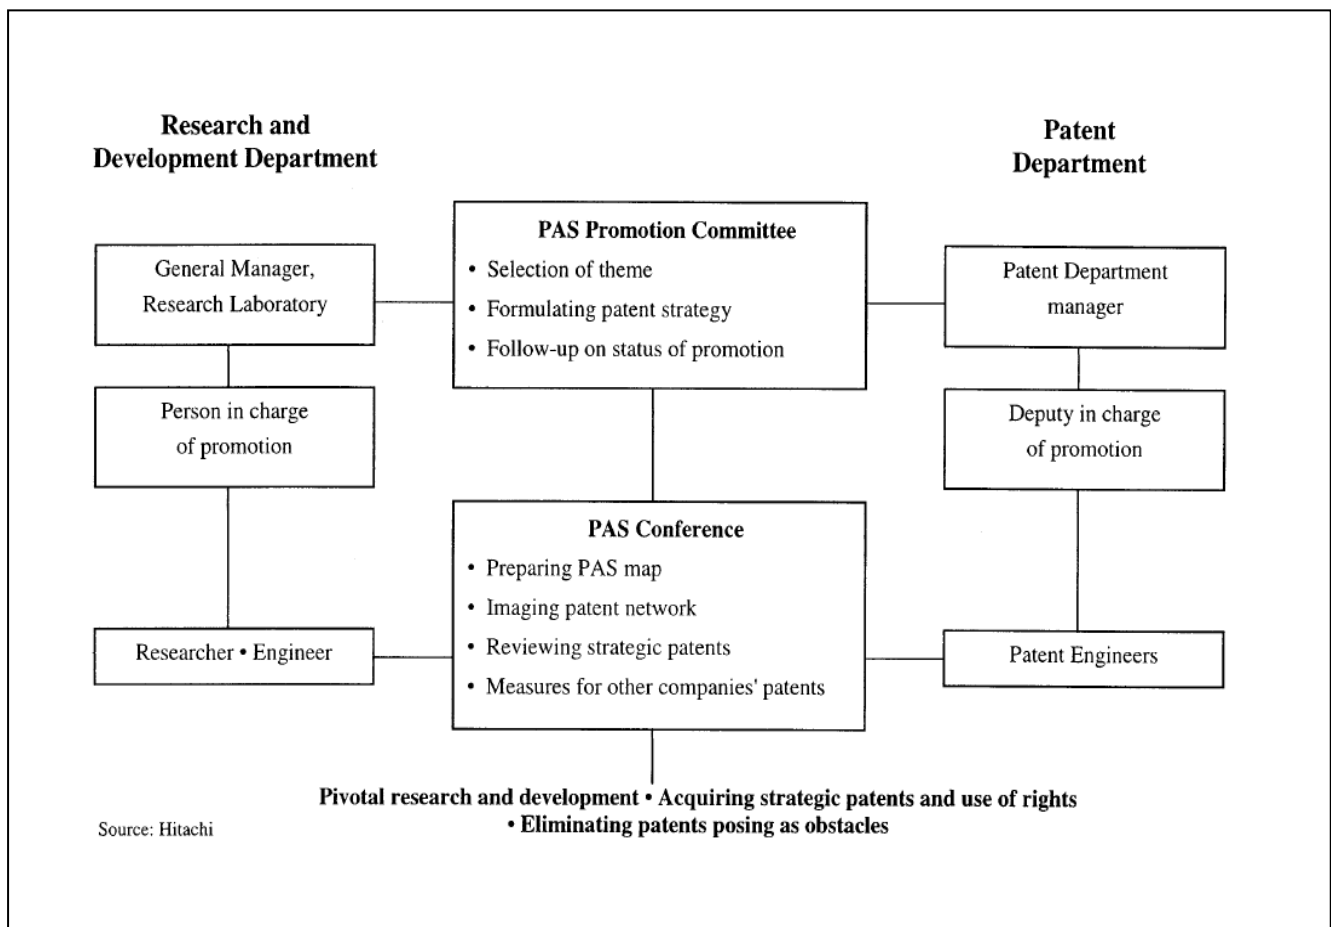 Research and
Development Department
Patent
Department
PAS Promotion Committee
• Selection of theme
• Formulating patent strategy
• Follow-up on status of promotion
General Manager,
Research Laboratory
Patent Department
manager
Person in charge
of promotion
Deputy in charge
of promotion
PAS Conference
• Preparing PAS map
• Imaging patent network
• Reviewing strategic patents
• Measures for other companies' patents
Researcher • Engineer
Patent Engineers
Pivotal research and development • Acquiring strategic patents and use of rights
• Eliminating patents posing as obstacles
Source: Hitachi